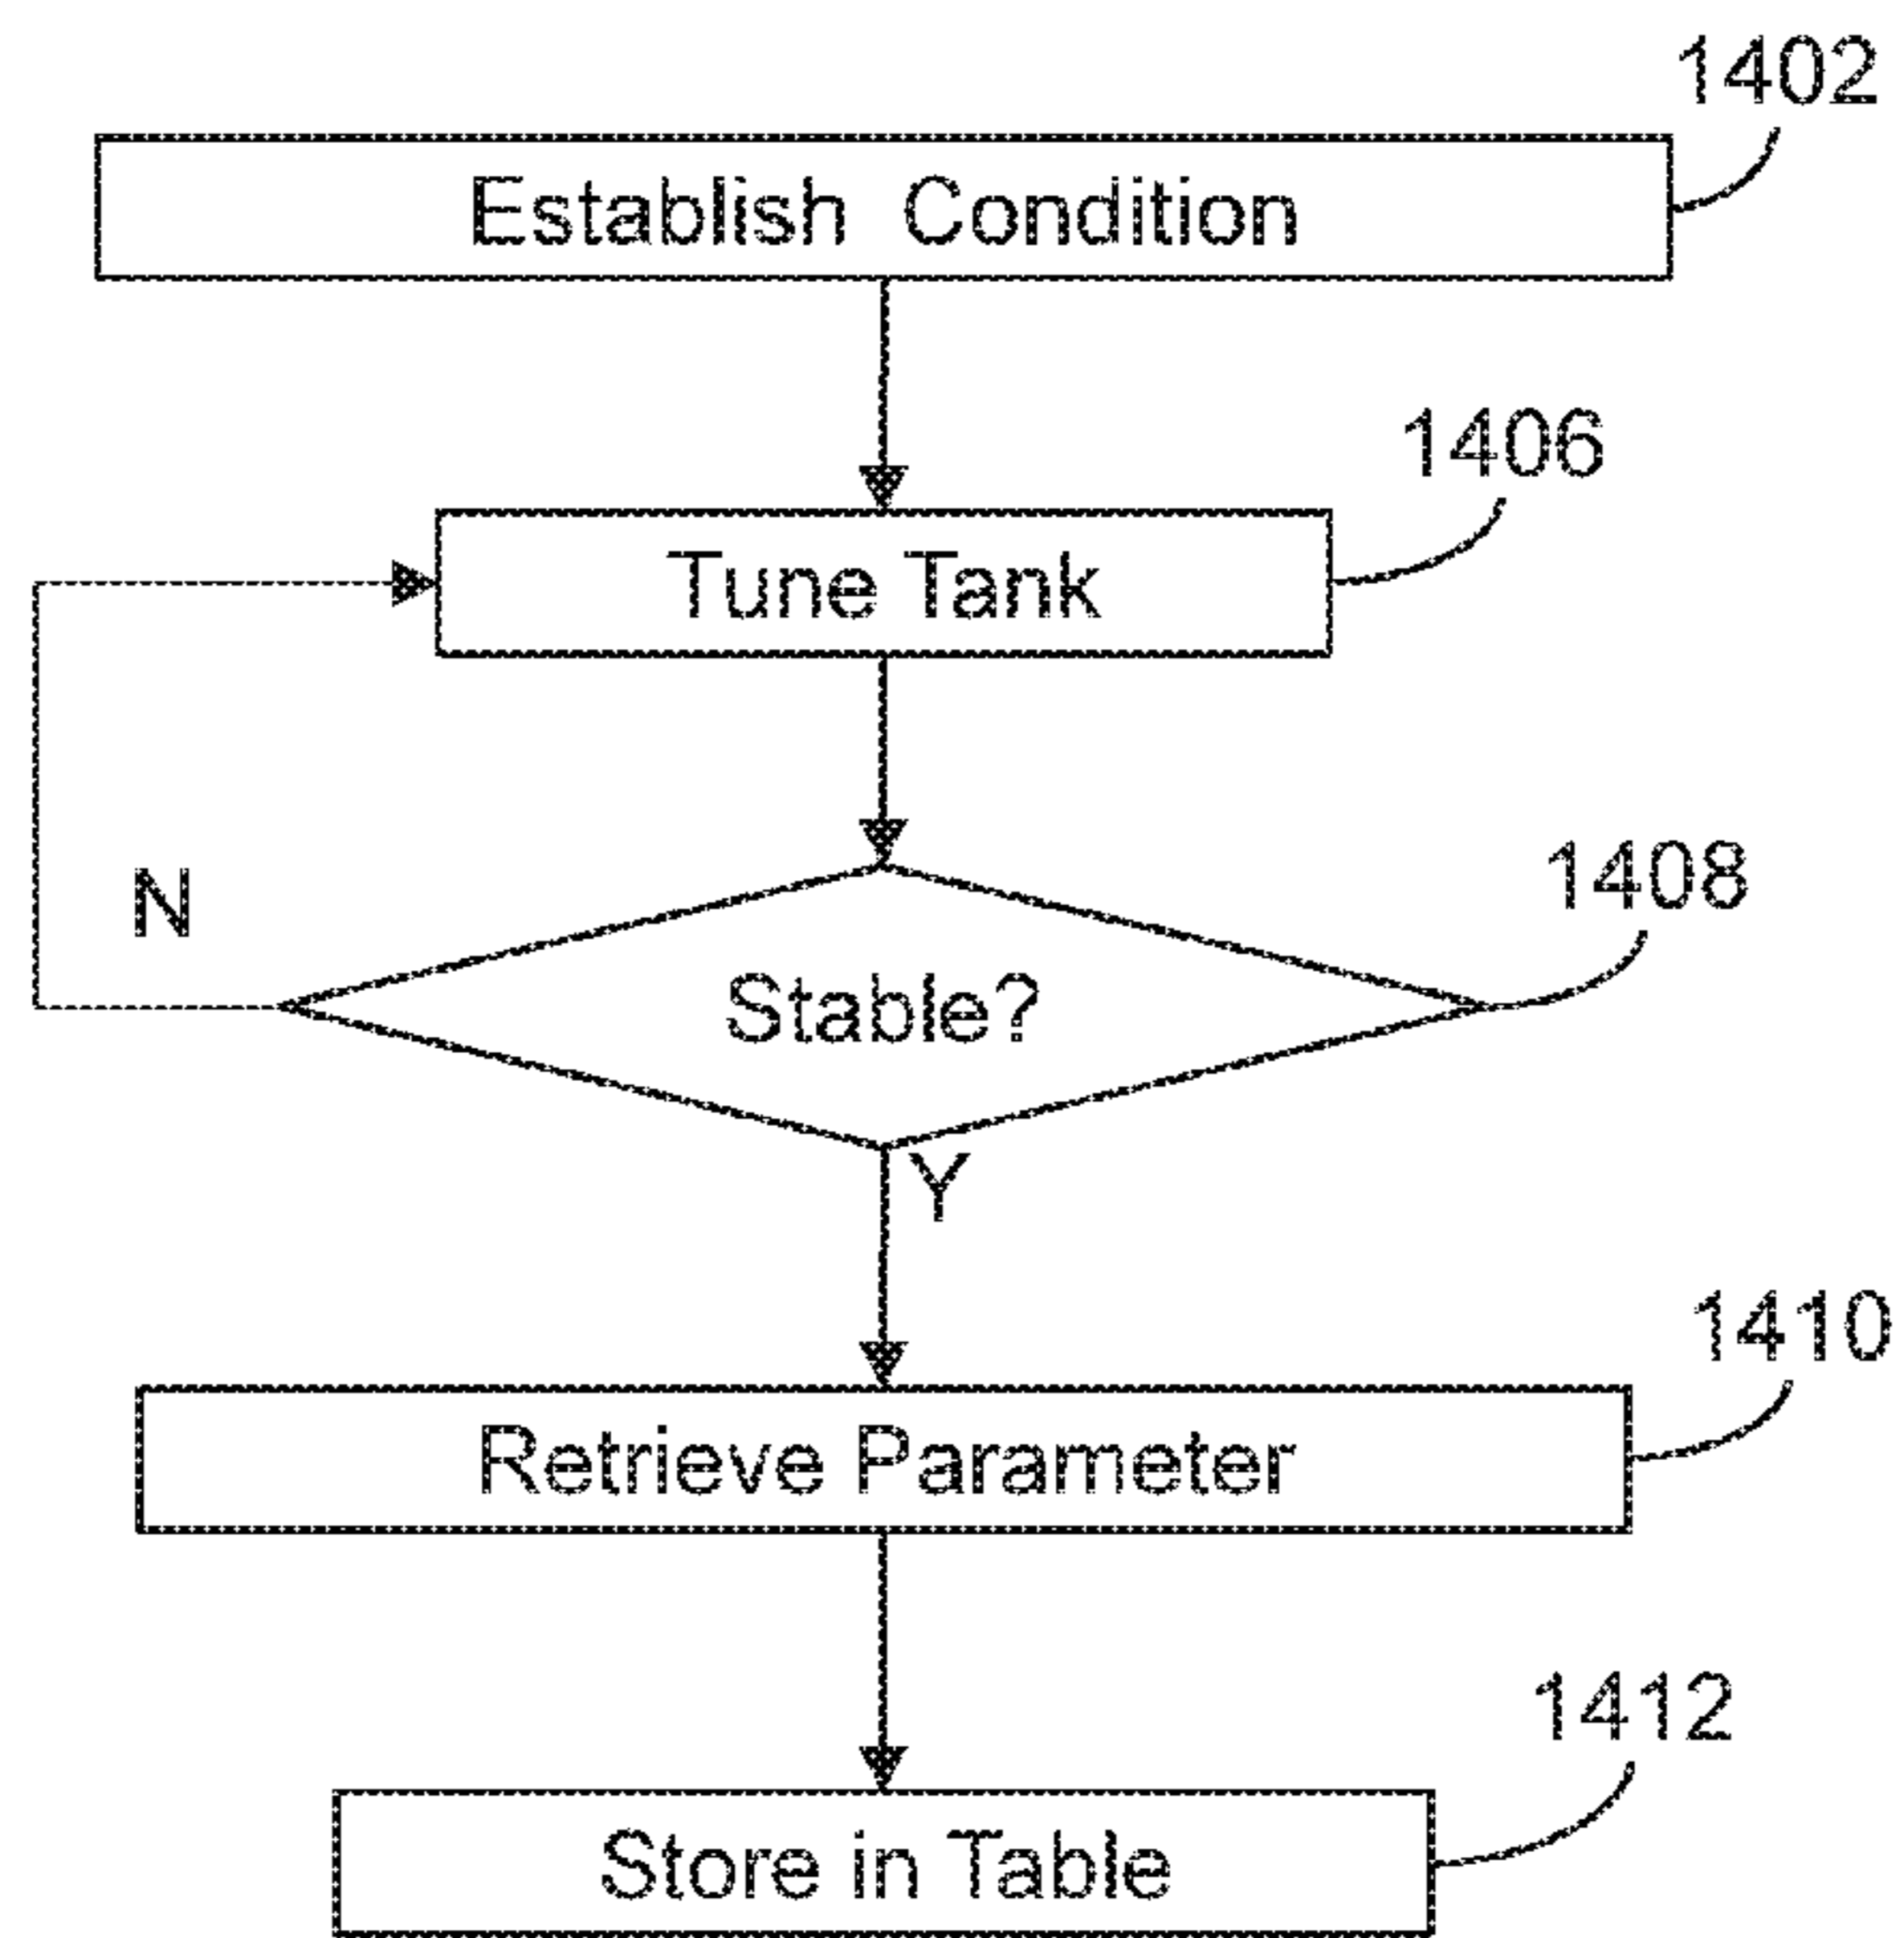 1402
Establish Condition
1406
Tune Tank
1408
N
Stable?
Y
1410
Retrieve Parameter
1412
Store in Table